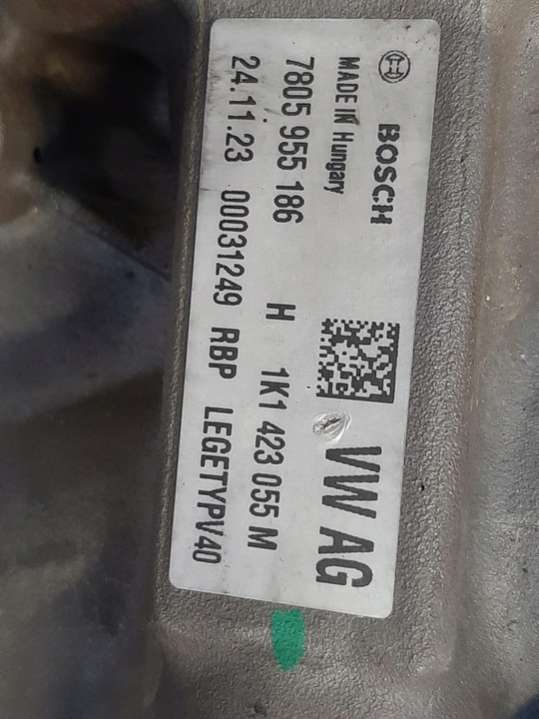 BOSCH
VW AG
MADE IN Hungary
7805 955 186 H 1K1 423 055 M
24.11.23 00031249 RBP LEGETYPV40